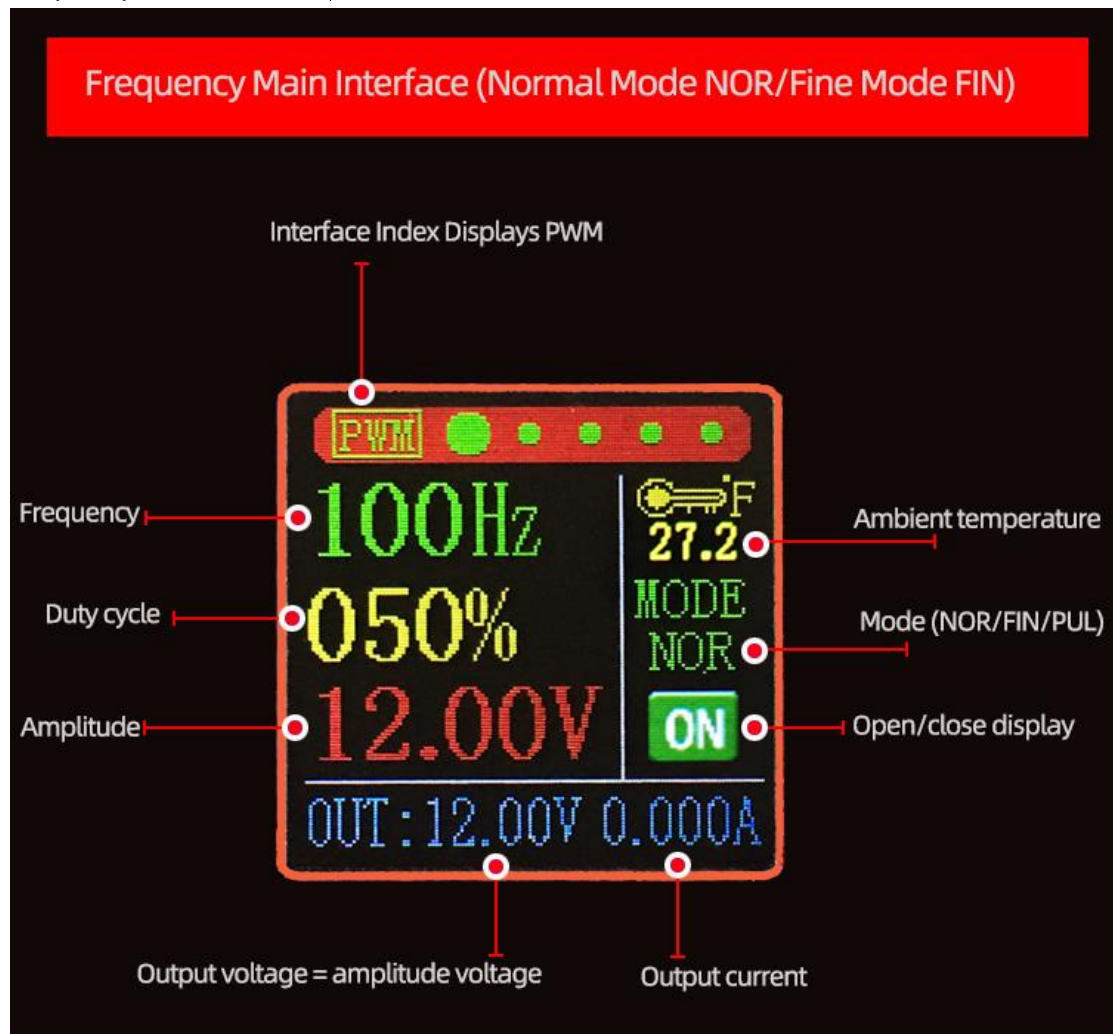 Frequency Main Interface (Normal Mode NOR/Fine Mode FIN)
Interface Index Displays PWM
PWM
Frequency
100Hz
°F
27.2
Ambient temperature
Duty cycle
050%
MODE
NOR
Mode (NOR/FIN/PUL)
Amplitude
12.00V
ON
Open/close display
OUT:12.00V 0.000A
Output voltage = amplitude voltage
Output current